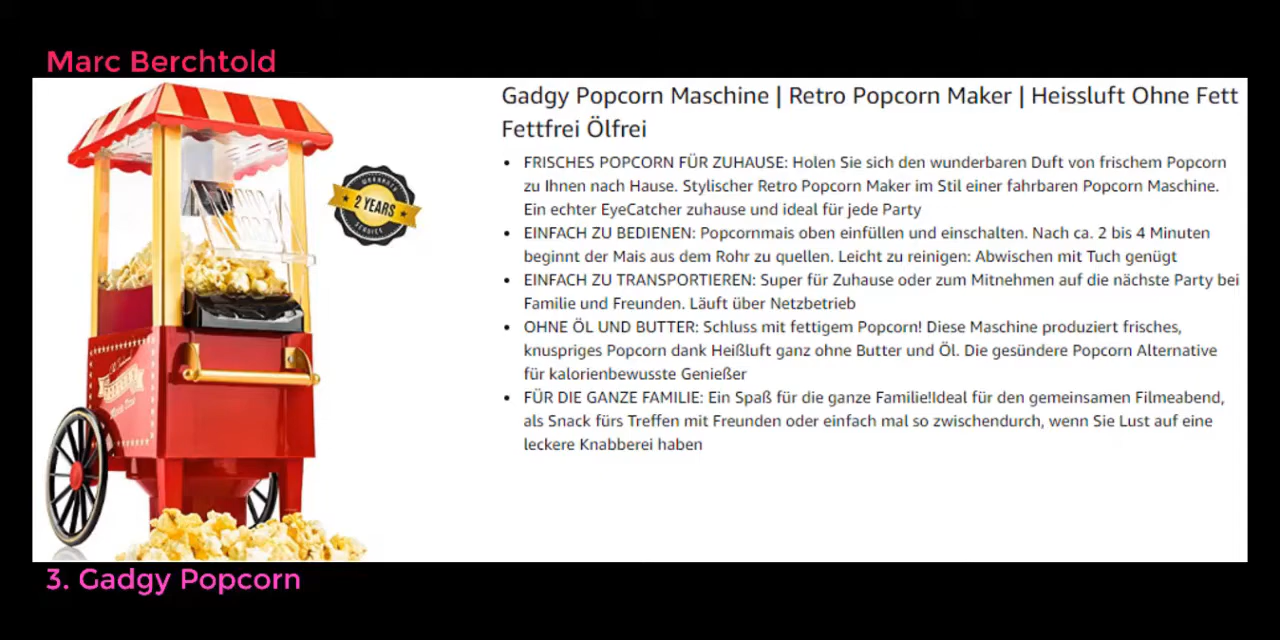 Marc Berchtold
Gadgy Popcorn Maschine | Retro Popcorn Maker | Heissluft Ohne Fett
Fettfrei Ölfrei
• FRISCHES POPCORN FÜR ZUHAUSE: Holen Sie sich den wunderbaren Duft von frischem Popcorn
zu Ihnen nach Hause. Stylischer Retro Popcorn Maker im Stil einer fahrbaren Popcorn Maschine.
Ein echter EyeCatcher zuhause und ideal für jede Party
• EINFACH ZU BEDIENEN: Popcornmais oben einfüllen und einschalten. Nach ca. 2 bis 4 Minuten
beginnt der Mais aus dem Rohr zu quellen. Leicht zu reinigen: Abwischen mit Tuch genügt
• EINFACH ZU TRANSPORTIEREN: Super für Zuhause oder zum Mitnehmen auf die nächste Party bei
Familie und Freunden. Läuft über Netzbetrieb
• OHNE ÖL UND BUTTER: Schluss mit fettigem Popcorn! Diese Maschine produziert frisches,
knuspriges Popcorn dank Heißluft ganz ohne Butter und Öl. Die gesündere Popcorn Alternative
für kalorienbewusste Genießer
• FÜR DIE GANZE FAMILIE: Ein Spaß für die ganze Familie!Ideal für den gemeinsamen Filmeabend,
als Snack fürs Treffen mit Freunden oder einfach mal so zwischendurch, wenn Sie Lust auf eine
leckere Knabberei haben
2 YEARS
SERVICE
3. Gadgy Popcorn